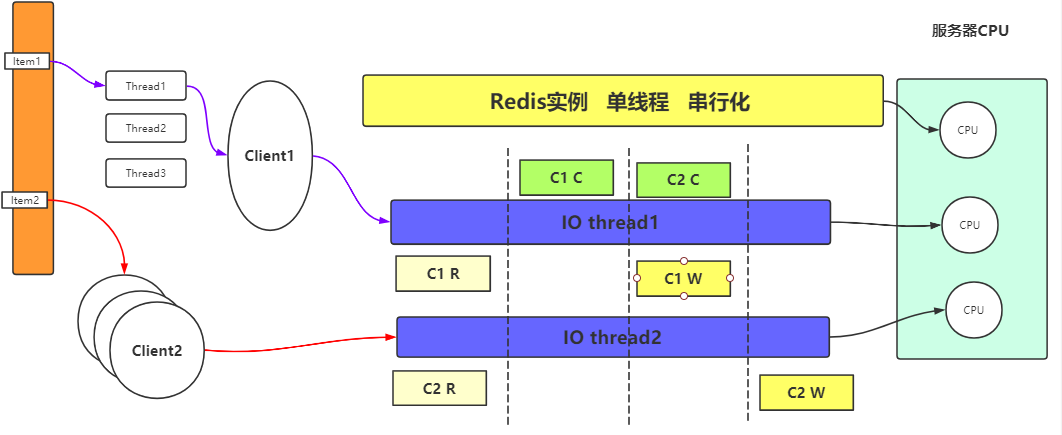 服务器CPU
Item1
Thread1
Thread2
Thread3
Item2
Client1
Client2
Redis实例 单线程 串行化
C1 C
C2 C
IO thread1
C1 R
C1 W
IO thread2
C2 R
C2 W
CPU
CPU
CPU